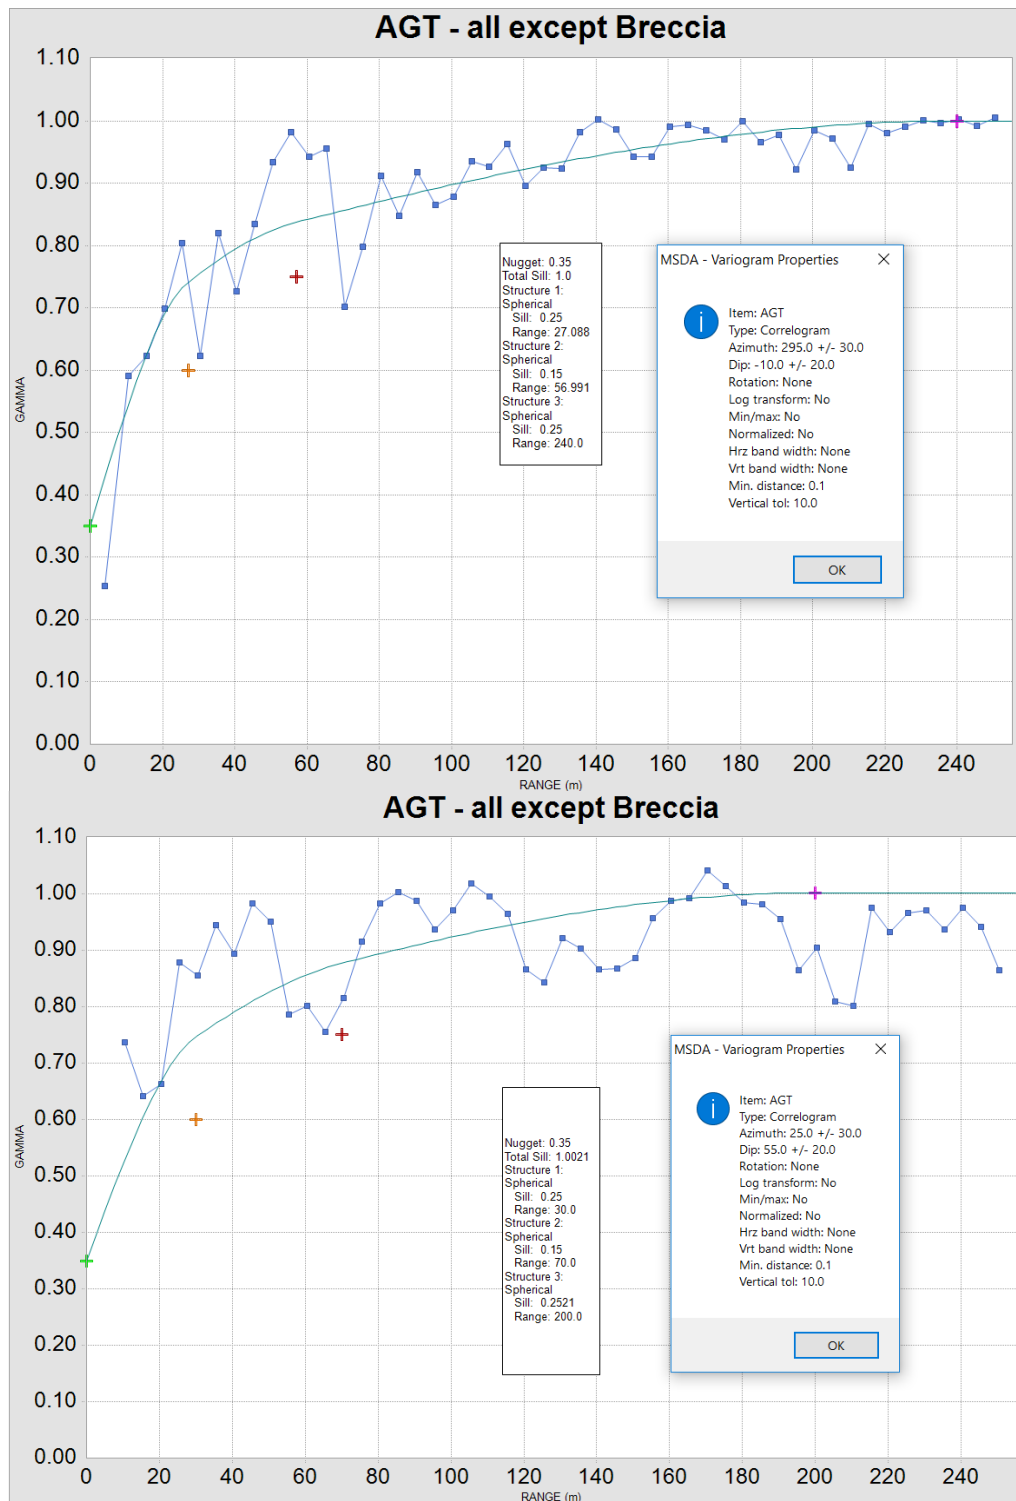 AGT - all except Breccia
1.10
1.00
0.90
0.80
0.70
0.60
0.50
0.40
0.30
0.20
0.10
0.00
GAMMA
0 20 40 60 80 100 120 140 160 180 200 220 240
RANGE (m)
Nugget: 0.35
Total Sill: 1.0
Structure 1:
Spherical
Sill: 0.25
Range: 27.088
Structure 2:
Spherical
Sill: 0.15
Range: 56.991
Structure 3:
Spherical
Sill: 0.25
Range: 240.0
MSDA - Variogram Properties
Item: AGT
Type: Correlogram
Azimuth: 295.0 +/- 30.0
Dip: -10.0 +/- 20.0
Rotation: None
Log transform: No
Min/max: No
Normalized: No
Hrz band width: None
Vrt band width: None
Min. distance: 0.1
Vertical tol: 10.0
OK
AGT - all except Breccia
1.10
1.00
0.90
0.80
0.70
0.60
0.50
0.40
0.30
0.20
0.10
0.00
GAMMA
0 20 40 60 80 100 120 140 160 180 200 220 240
RANGE (m)
Nugget: 0.35
Total Sill: 1.0021
Structure 1:
Spherical
Sill: 0.25
Range: 30.0
Structure 2:
Spherical
Sill: 0.15
Range: 70.0
Structure 3:
Spherical
Sill: 0.2521
Range: 200.0
MSDA - Variogram Properties
Item: AGT
Type: Correlogram
Azimuth: 25.0 +/- 30.0
Dip: 55.0 +/- 20.0
Rotation: None
Log transform: No
Min/max: No
Normalized: No
Hrz band width: None
Vrt band width: None
Min. distance: 0.1
Vertical tol: 10.0
OK